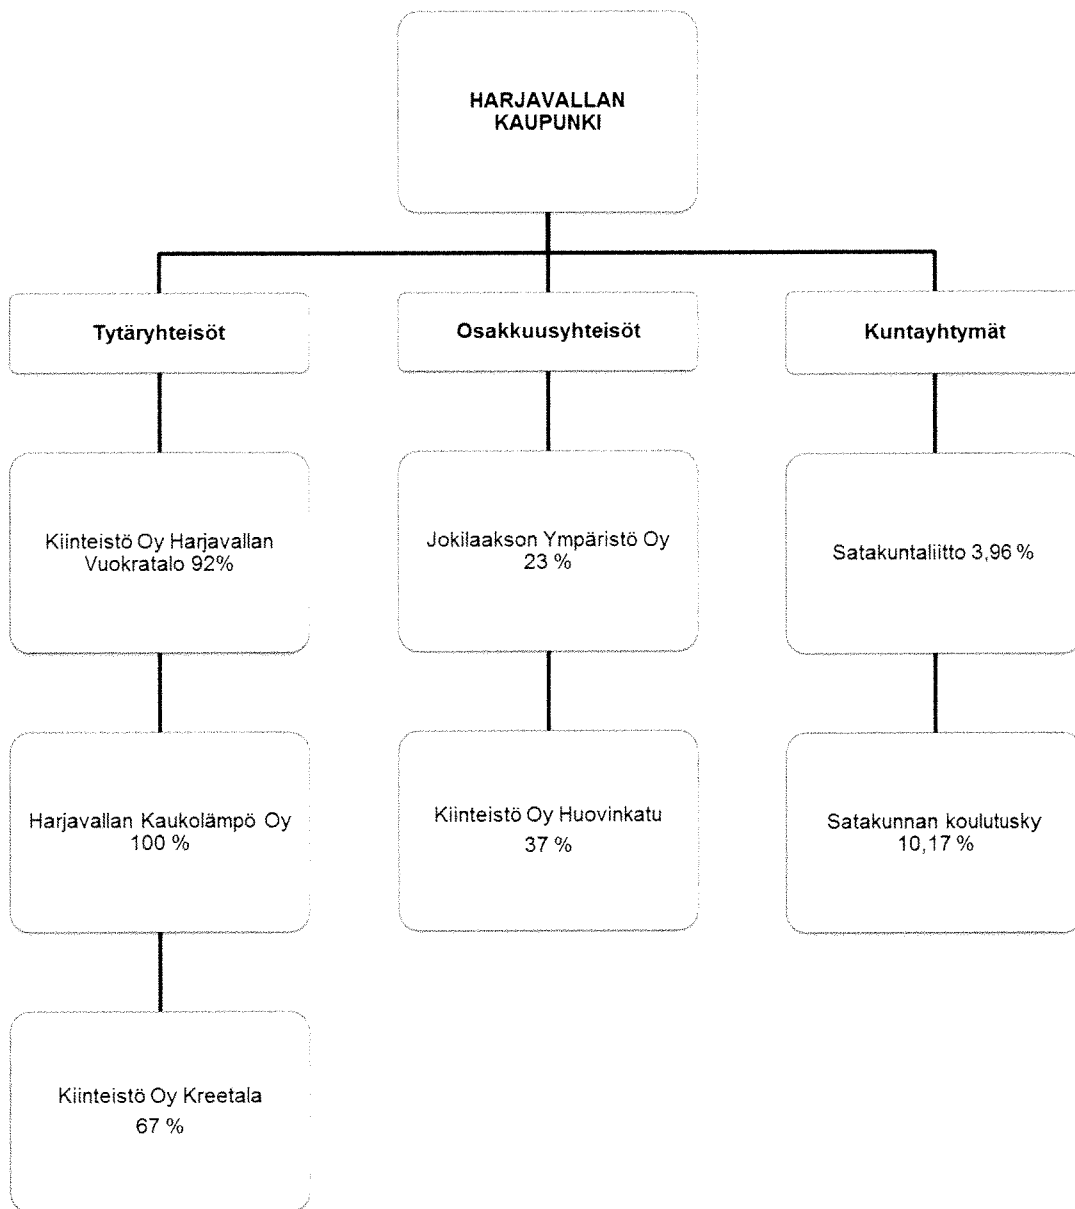 HARJAVALLAN
KAUPUNKI
Tytäryhteisöt
Osakkuusyhteisöt
Kuntayhtymät
Kiinteistö Oy Harjavallan
Vuokratalo 92%
Jokilaakson Ympäristö Oy
23 %
Satakuntaliitto 3,96 %
Harjavallan Kaukolämpö Oy
100 %
Kiinteistö Oy Huovinkatu
37 %
Satakunnan koulutusky
10,17 %
Kiinteistö Oy Kreetala
67 %